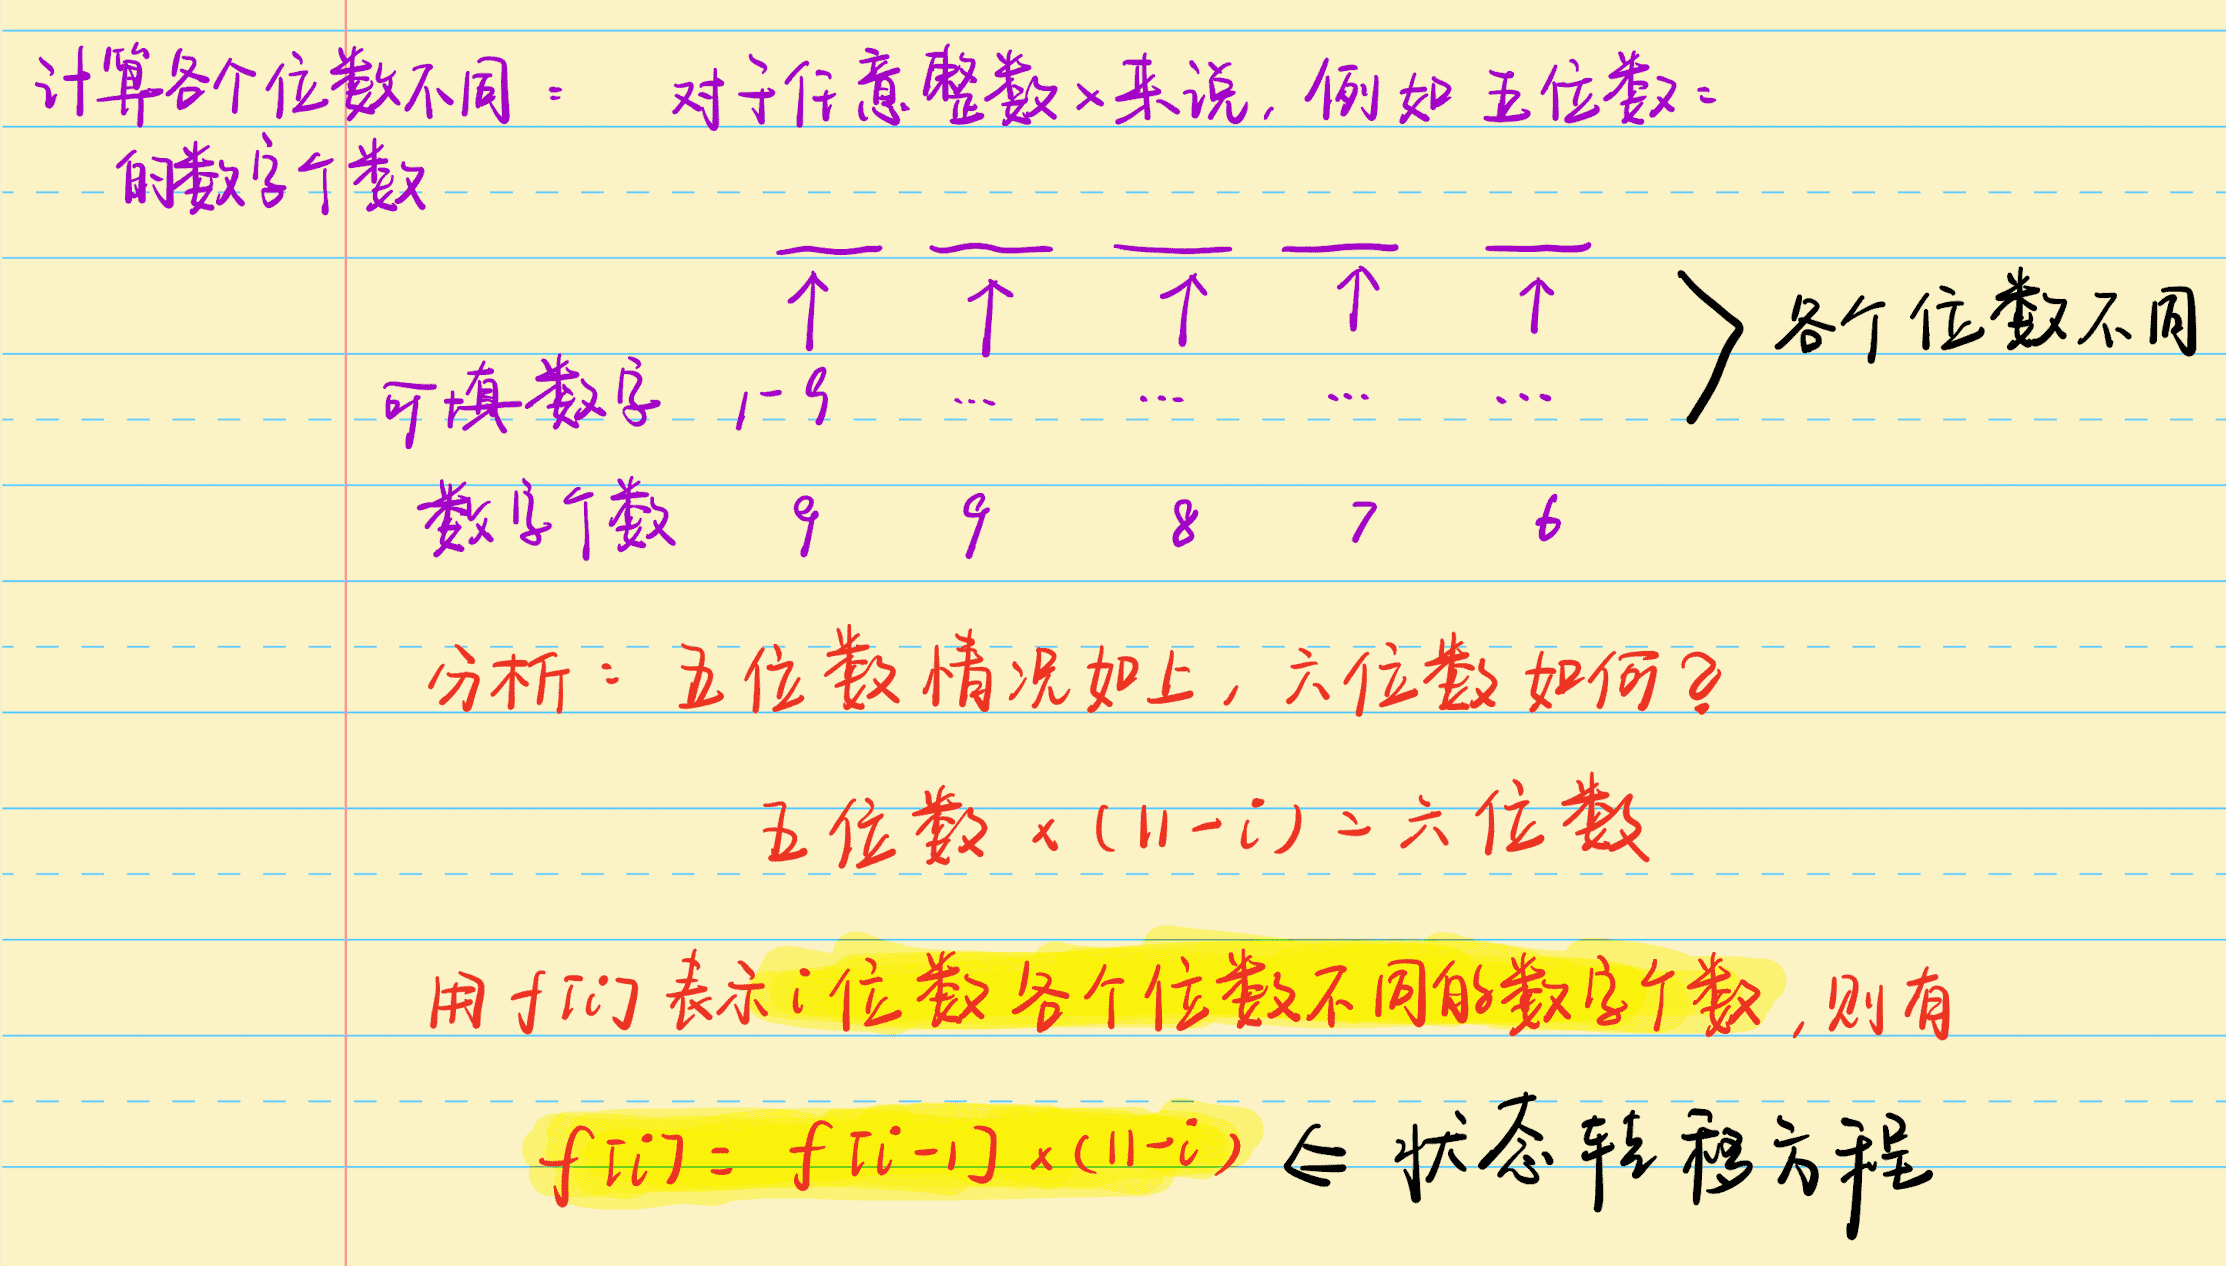 计算各个位数不同: 对于任意整数x来说, 例如五位数:
的数字个数
各个位数不同
可填数字 1-9 ... ... ... ...
数字个数 9 9 8 7 6
分析: 五位数情况如上, 六位数如何?
五位数 × (11-i) = 六位数
用 f[i] 表示 i 位数各个位数不同的数字个数, 则有
f[i] = f[i-1] × (11-i) ⇐ 状态转移方程